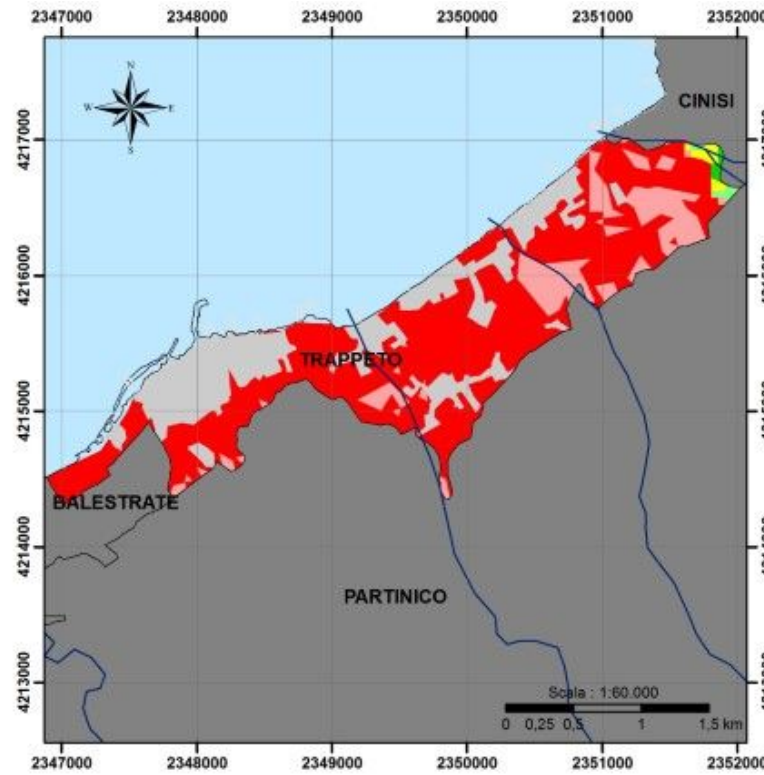 2347000 2348000 2349000 2350000 2351000 2352000
N
W E
S
CINISI
4217000
4216000
TRAPPETO
4215000
BALESTRATE
4214000
PARTINICO
4213000
Scala : 1:60.000
0 0,25 0,5 1 1,5 km
2347000 2348000 2349000 2350000 2351000 2352000